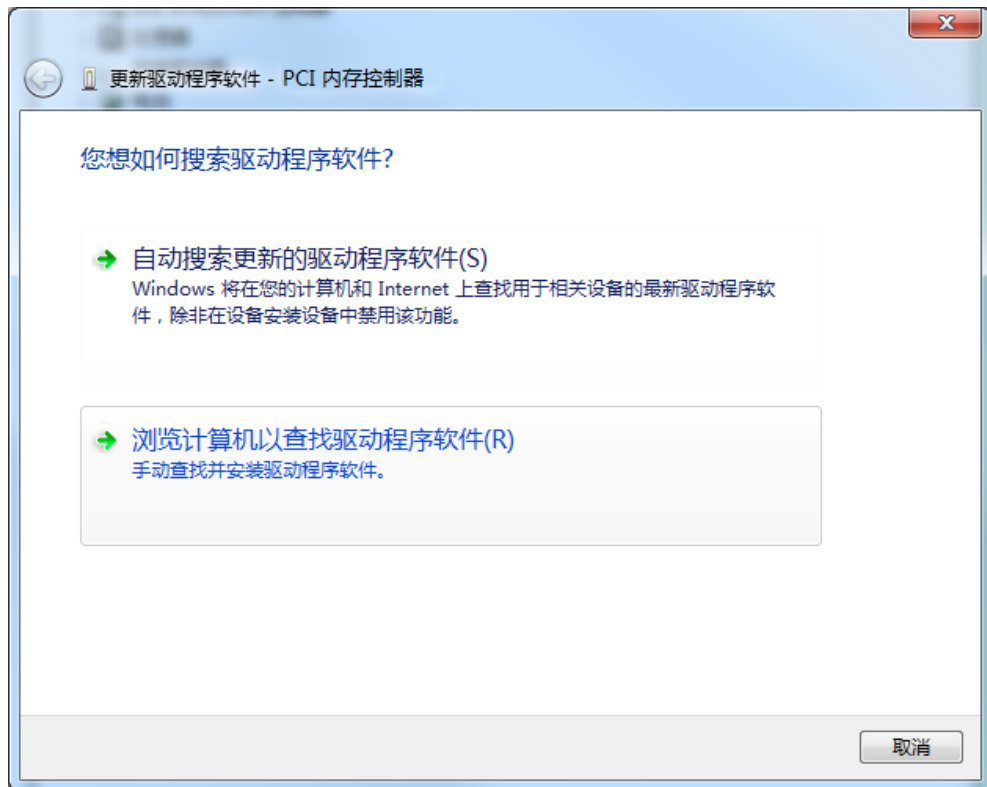 更新驱动程序软件 - PCI 内存控制器
您想如何搜索驱动程序软件?
自动搜索更新的驱动程序软件(S)
Windows 将在您的计算机和 Internet 上查找用于相关设备的最新驱动程序软
件，除非在设备安装设备中禁用该功能。
浏览计算机以查找驱动程序软件(R)
手动查找并安装驱动程序软件。
取消